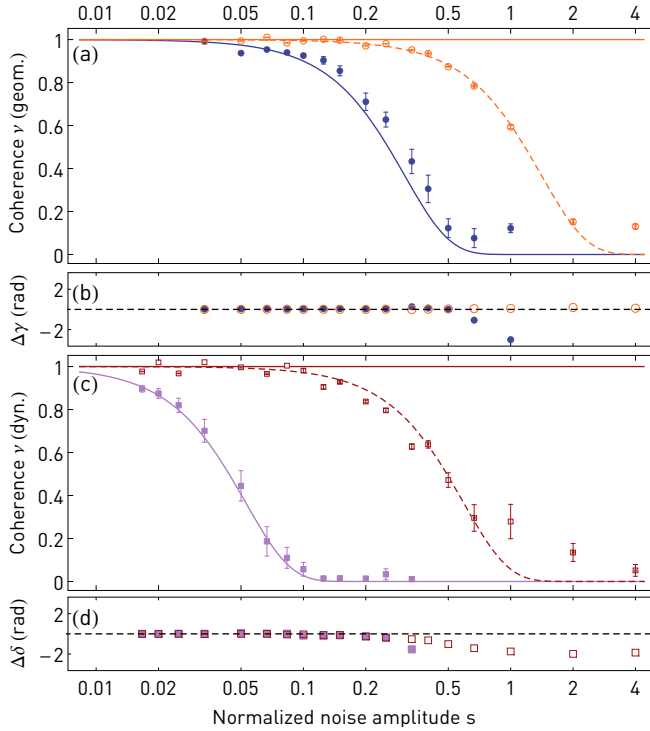 0.01 0.02 0.05 0.1 0.2 0.5 1 2 4
(a)
Coherence ν (geom.)
1
0.8
0.6
0.4
0.2
0
(b)
Δγ (rad)
2
−2
(c)
Coherence ν (dyn.)
1
0.8
0.6
0.4
0.2
0
(d)
Δδ (rad)
2
−2
0.01 0.02 0.05 0.1 0.2 0.5 1 2 4
Normalized noise amplitude s